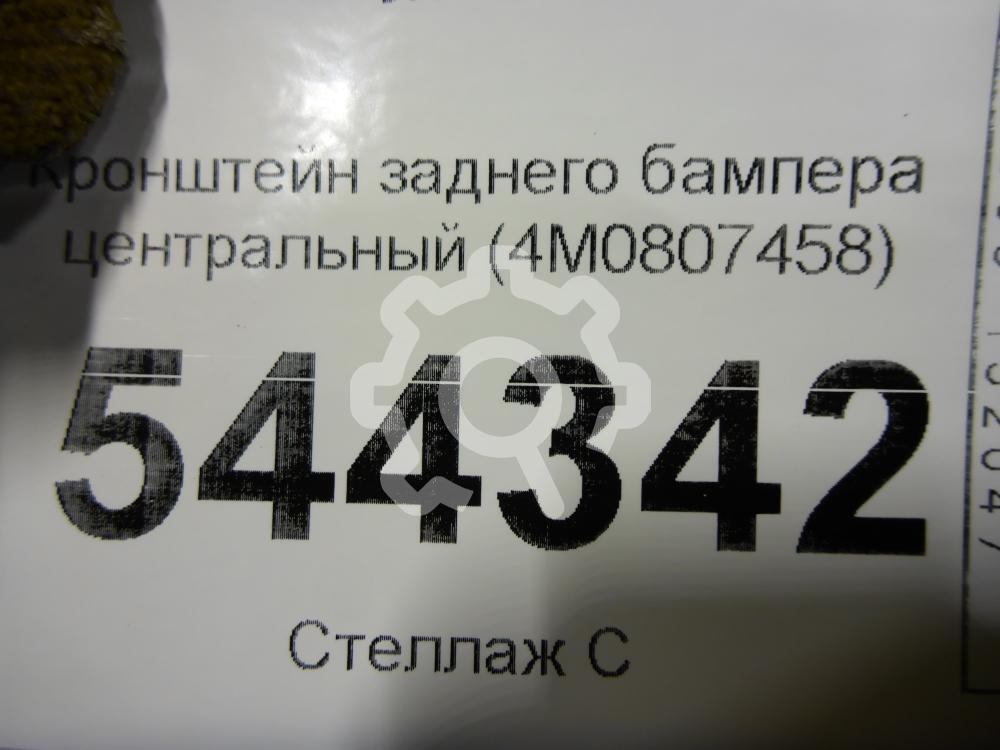 Кронштейн заднего бампера
центральный (4M0807458)
544342
Стеллаж С